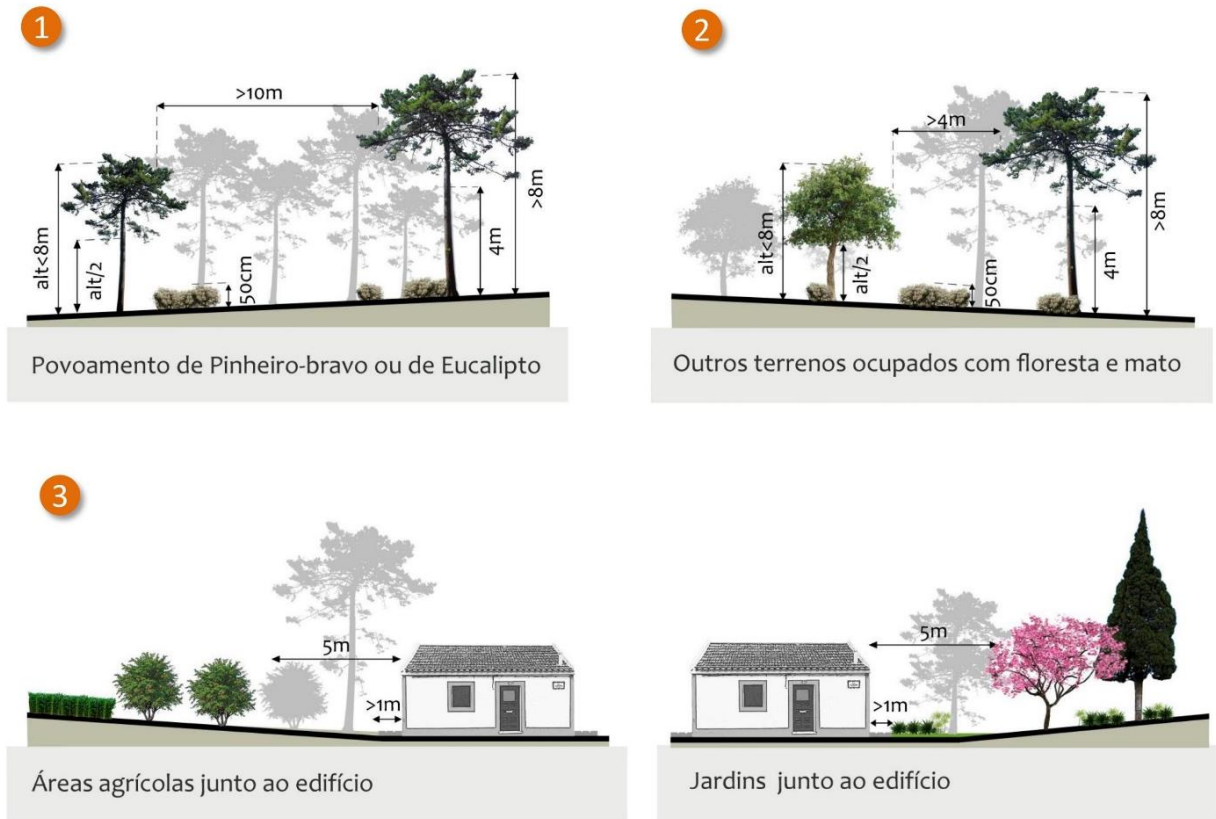 1
>10m
alt<8m
alt/2
50cm
4m
>8m
Povoamento de Pinheiro-bravo ou de Eucalipto
2
>4m
alt<8m
alt/2
50cm
4m
>8m
Outros terrenos ocupados com floresta e mato
3
5m
>1m
Áreas agrícolas junto ao edifício
5m
>1m
Jardins junto ao edifício